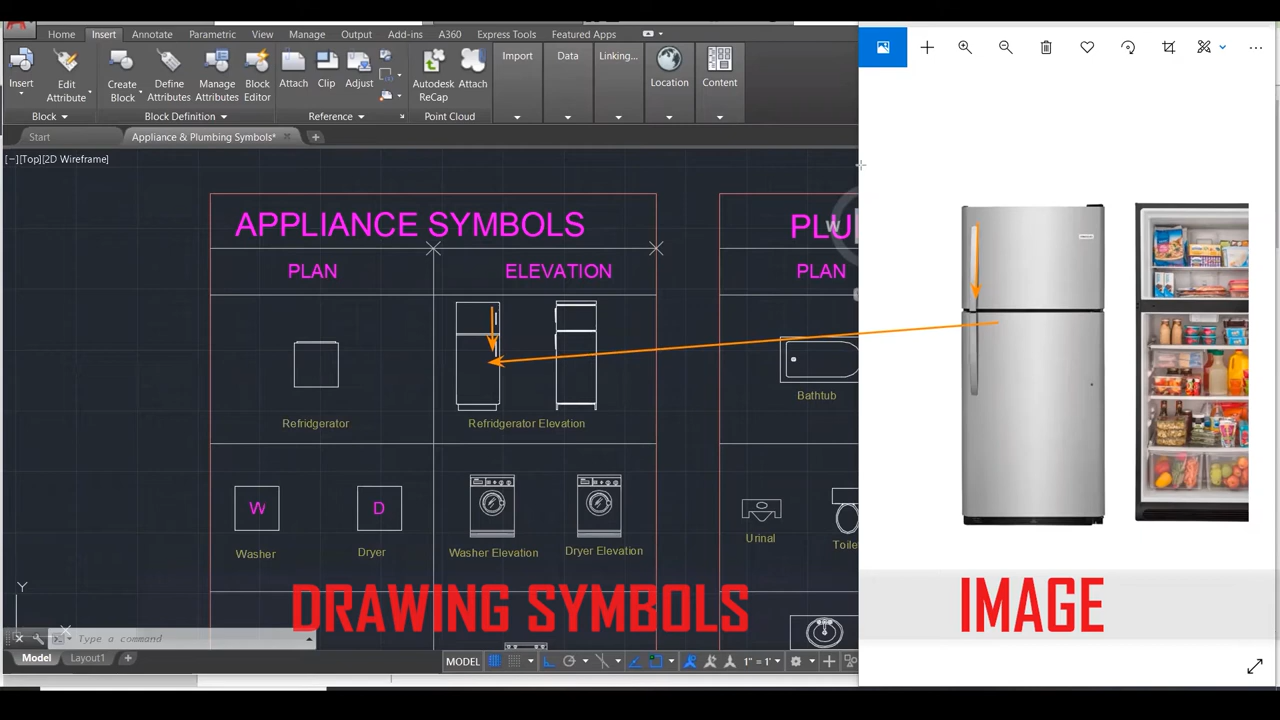 Home Insert Annotate Parametric View Manage Output Add-ins A360 Express Tools Featured Apps
Insert
Edit
Attribute
Create
Block
Define
Attributes
Manage
Attributes
Block
Editor
Attach
Clip
Adjust
Autodesk
ReCap
Attach
Import
Data
Linking...
Location
Content
Block
Block Definition
Reference
Point Cloud
Start
Appliance & Plumbing Symbols*
[−][Top][2D Wireframe]
APPLIANCE SYMBOLS
PLU
W
PLAN
ELEVATION
PLAN
Refridgerator
Refridgerator Elevation
Bathtub
W
D
Washer
Dryer
Washer Elevation
Dryer Elevation
Urinal
Toile
Y
DRAWING SYMBOLS
IMAGE
Type a command
Model
Layout1
MODEL
1" = 1'